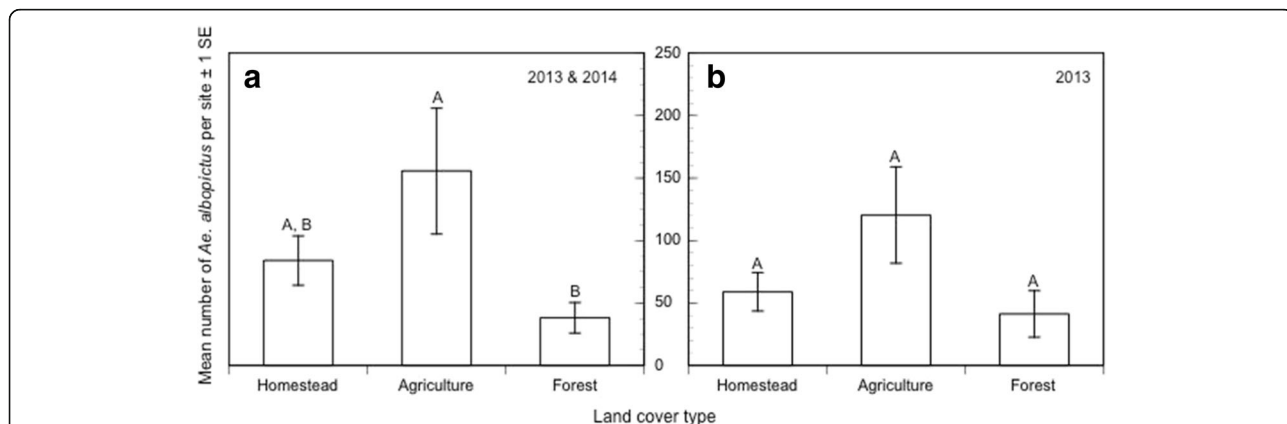 Mean number of Ae. albopictus per site ± 1 SE
a
2013 & 2014
A, B
A
B
Homestead
Agriculture
Forest
250
200
150
100
50
0
b
2013
A
A
A
Homestead
Agriculture
Forest
Land cover type